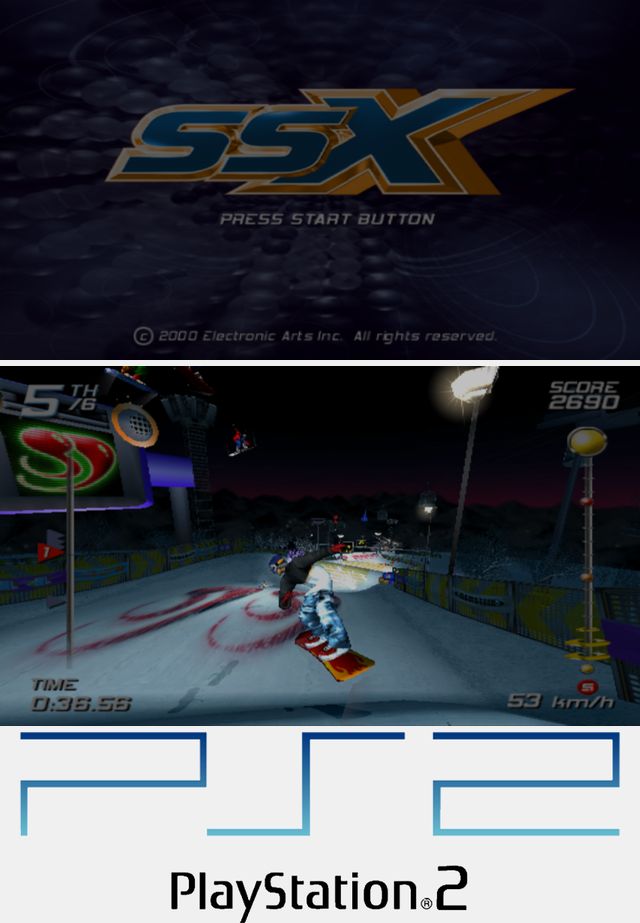 SSX
PRESS START BUTTON
© 2000 Electronic Arts Inc. All rights reserved.
5TH/6
SCORE
2690
1
TIME
0:36.56
S
53 km/h
PS2
PlayStation®2